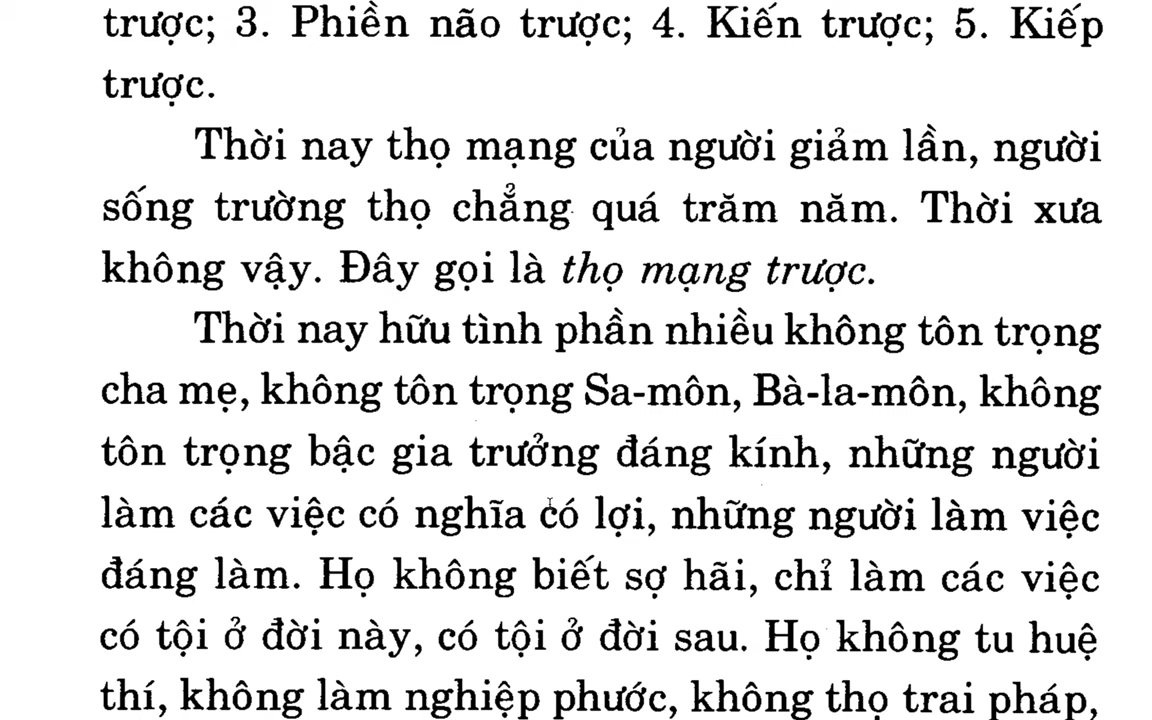 trược; 3. Phiền não trược; 4. Kiến trược; 5. Kiếp
trược.
Thời nay thọ mạng của người giảm lần, người
sống trường thọ chẳng quá trăm năm. Thời xưa
không vậy. Đây gọi là thọ mạng trược.
Thời nay hữu tình phần nhiều không tôn trọng
cha mẹ, không tôn trọng Sa-môn, Bà-la-môn, không
tôn trọng bậc gia trưởng đáng kính, những người
làm các việc có nghĩa có lợi, những người làm việc
đáng làm. Họ không biết sợ hãi, chỉ làm các việc
có tội ở đời này, có tội ở đời sau. Họ không tu huệ
thí, không làm nghiệp phước, không thọ trai pháp,